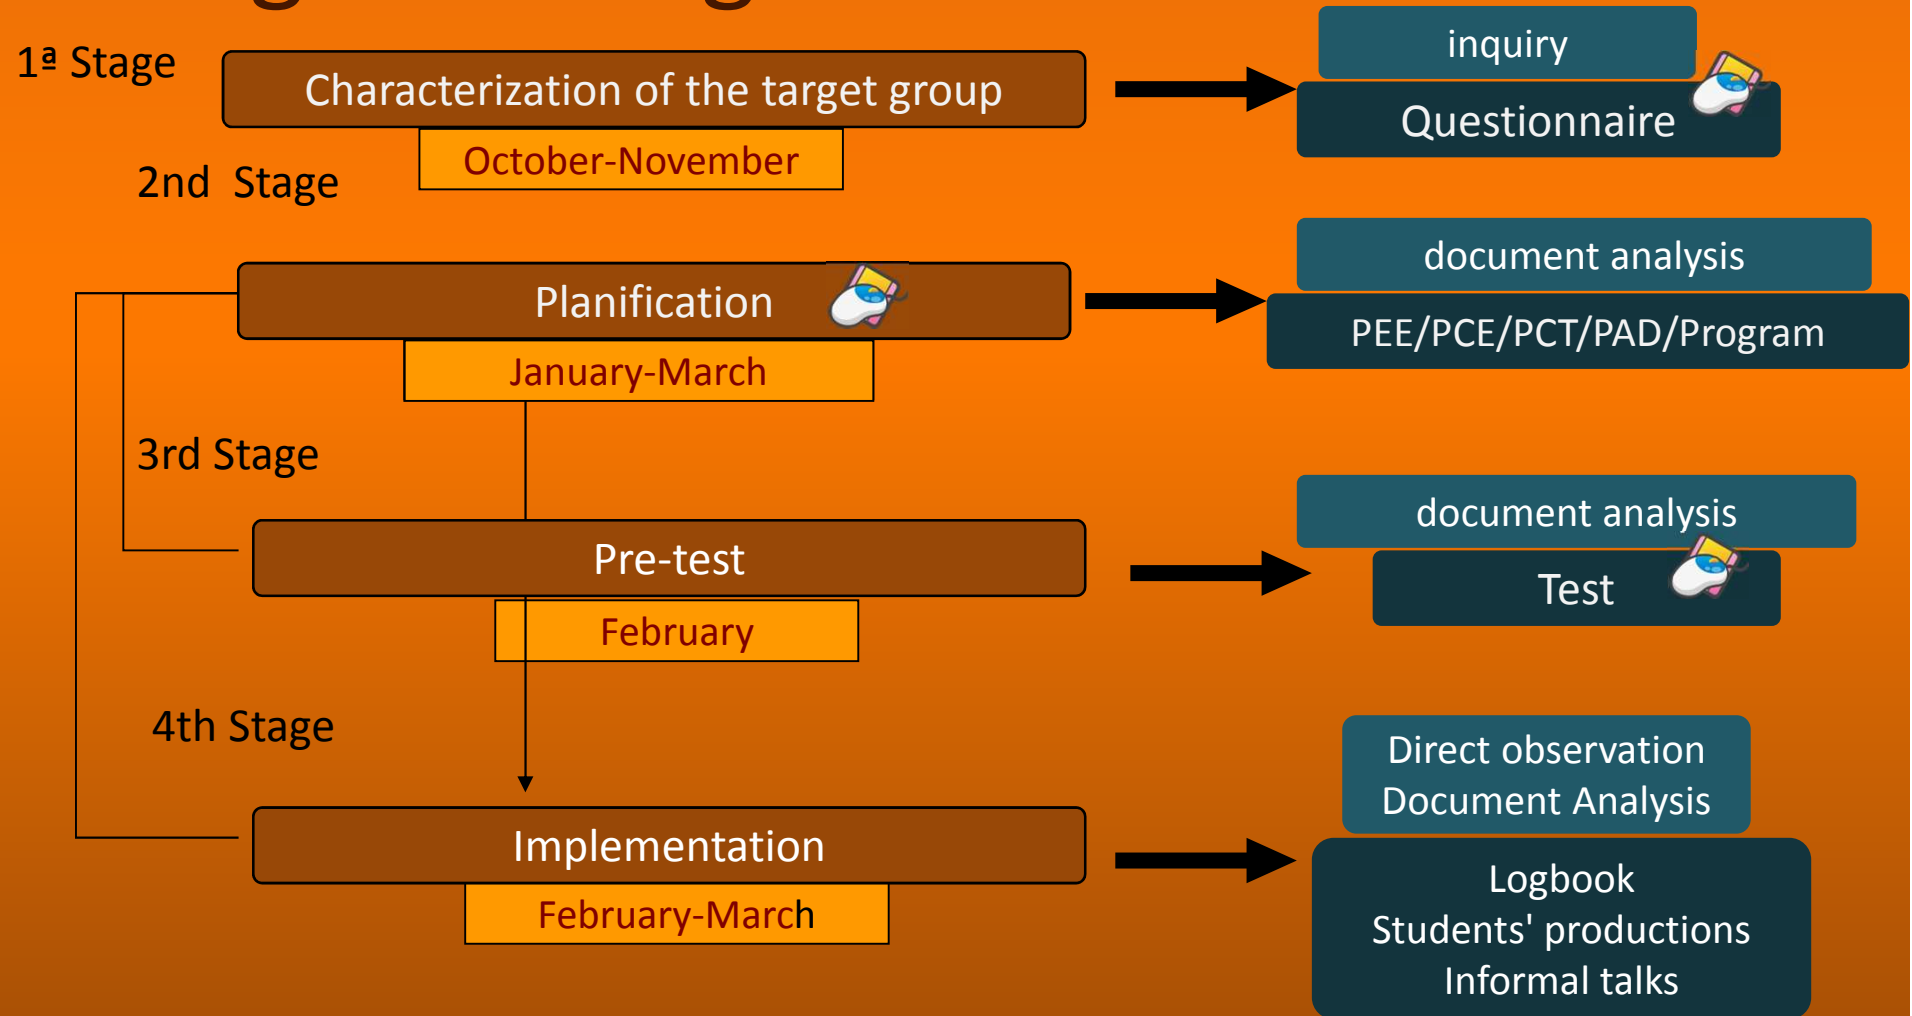 1ª Stage
Characterization of the target group
October-November
inquiry
Questionnaire
2nd  Stage
Planification
January-March
document analysis
PEE/PCE/PCT/PAD/Program
3rd Stage
Pre-test
February
document analysis
Test
4th Stage
Implementation
February-March
Direct observation
Document Analysis
Logbook
Students' productions
Informal talks